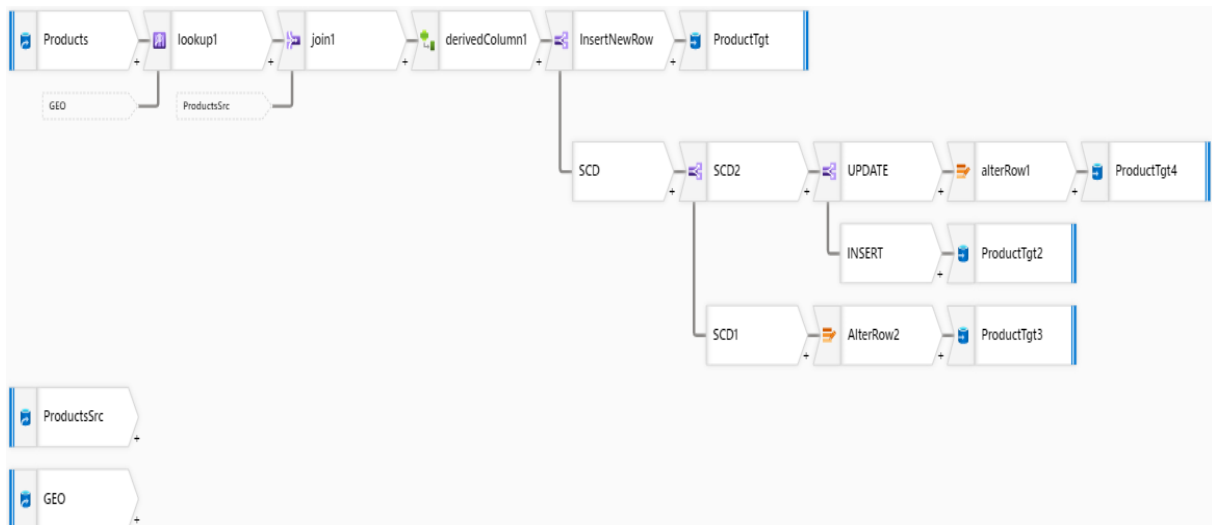 Products
lookup1
join1
derivedColumn1
InsertNewRow
ProductTgt
+
+
+
+
+
GEO
ProductsSrc
SCD
SCD2
UPDATE
alterRow1
ProductTgt4
+
+
+
+
INSERT
ProductTgt2
+
SCD1
AlterRow2
ProductTgt3
+
+
ProductsSrc
+
GEO
+